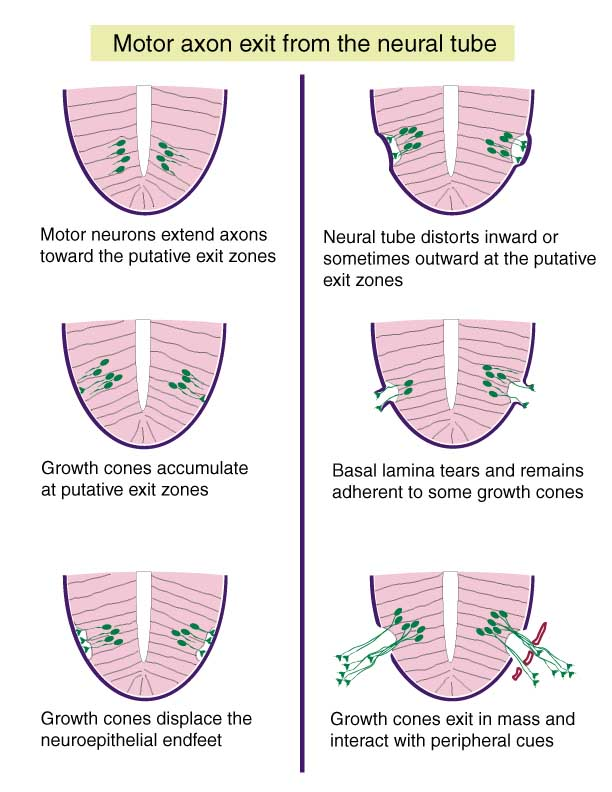 Motor axon exit from the neural tube
Motor neurons extend axons
toward the putative exit zones
Growth cones accumulate
at putative exit zones
Growth cones displace the
neuroepithelial endfeet
Neural tube distorts inward or
sometimes outward at the putative
exit zones
Basal lamina tears and remains
adherent to some growth cones
Growth cones exit in mass and
interact with peripheral cues